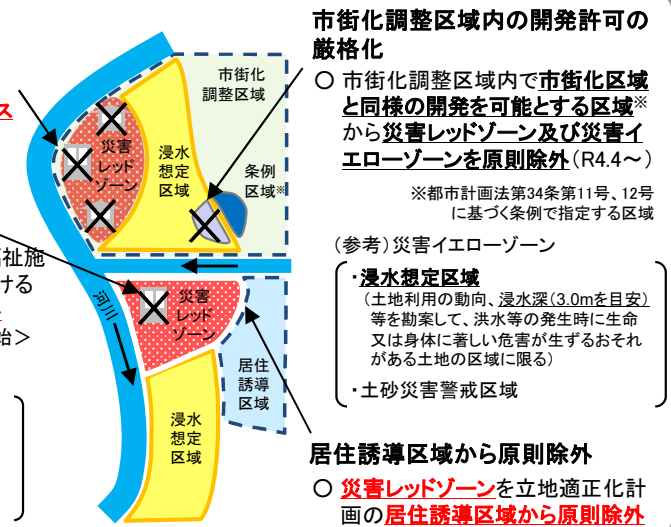 ス
福祉施
ける
始＞
市街化
調整区域
災害
レッド
ゾーン
浸水
想定
区域
条例
区域※
河川
災害
レッド
ゾーン
居住
誘導
区域
浸水
想定
区域
市街化調整区域内の開発許可の
厳格化
○ 市街化調整区域内で市街化区域
と同様の開発を可能とする区域※
から災害レッドゾーン及び災害イ
エローゾーンを原則除外（R4.4～）
※都市計画法第34条第11号、12号
に基づく条例で指定する区域
（参考）災害イエローゾーン
・浸水想定区域
（土地利用の動向、浸水深（3.0mを目安）
等を勘案して、洪水等の発生時に生命
又は身体に著しい危害が生ずるおそれ
がある土地の区域に限る）
・土砂災害警戒区域
居住誘導区域から原則除外
○ 災害レッドゾーンを立地適正化計
画の居住誘導区域から原則除外